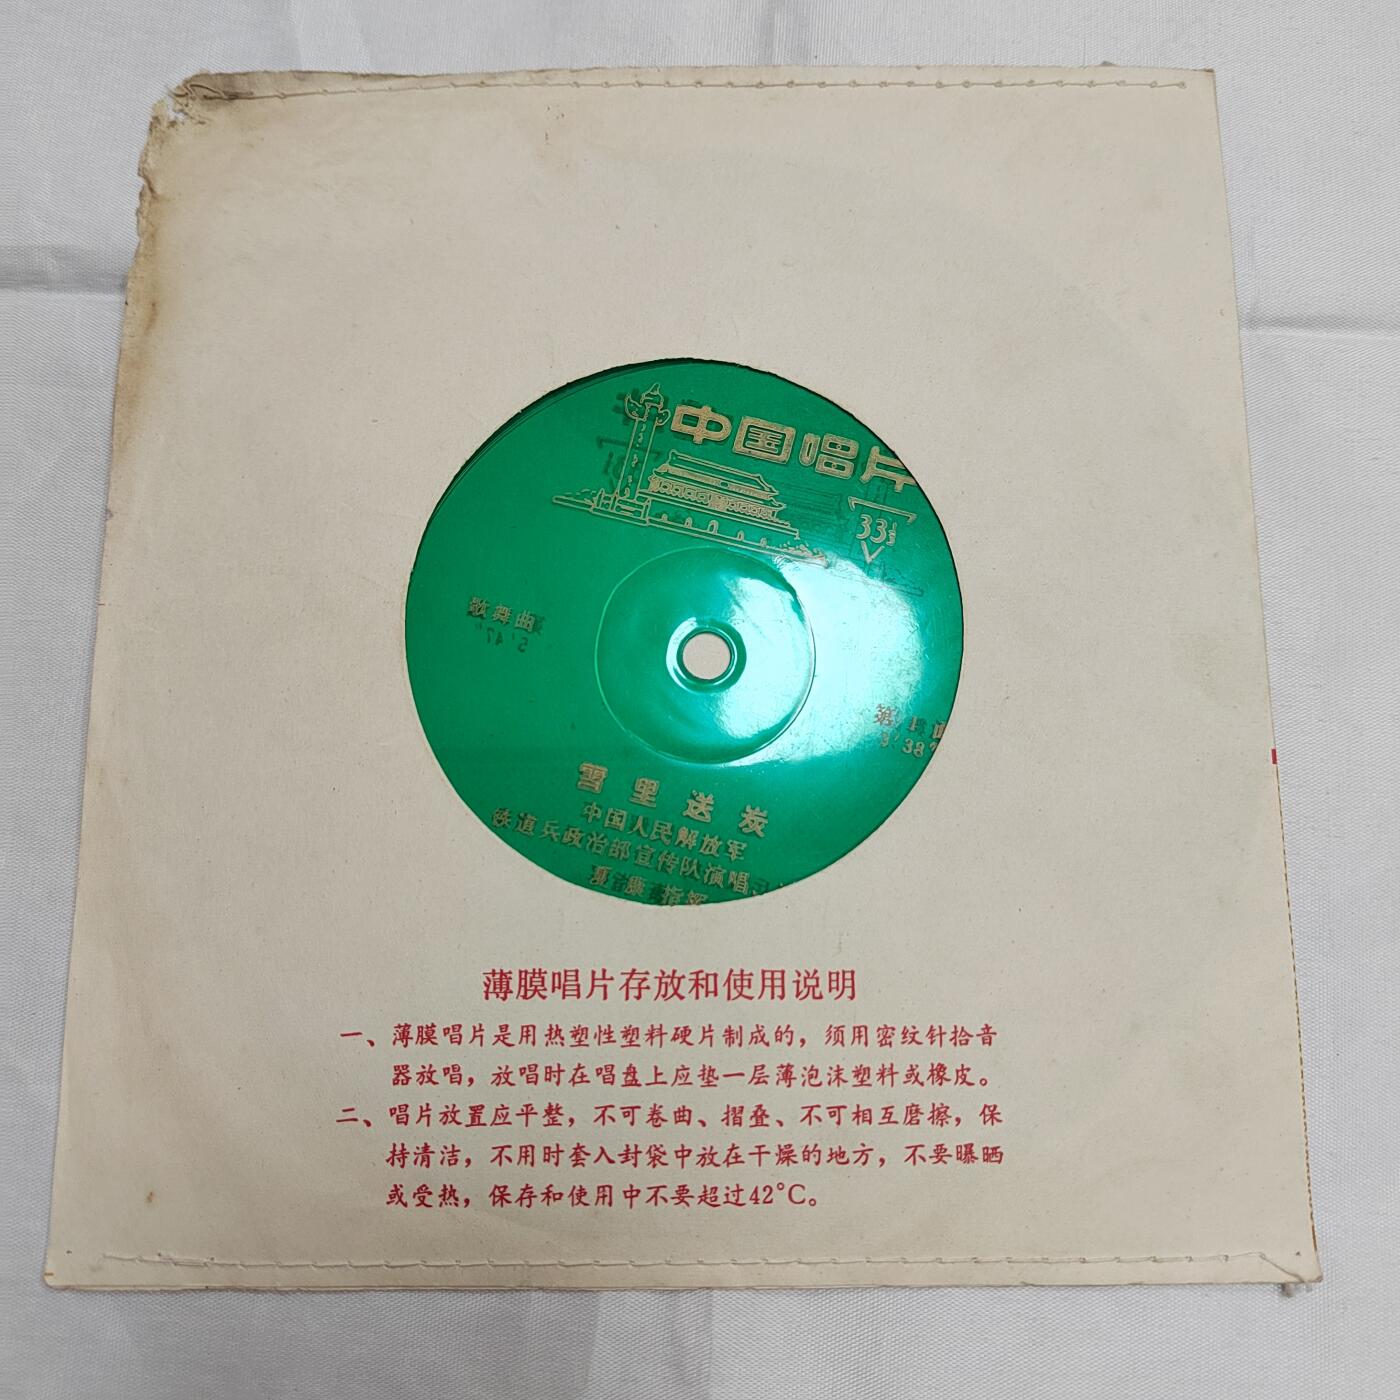 中国唱片
33⅓
V
歌舞曲
5'47"
雪里送炭
中国人民解放军
铁道兵政治部宣传队演唱
指挥
薄膜唱片存放和使用说明
一、薄膜唱片是用热塑性塑料硬片制成的，须用密纹针拾音
器放唱，放唱时在唱盘上应垫一层薄泡沫塑料或橡皮。
二、唱片放置应平整，不可卷曲、摺叠、不可相互磨擦，保
持清洁，不用时套入封袋中放在干燥的地方，不要曝晒
或受热，保存和使用中不要超过42°C。